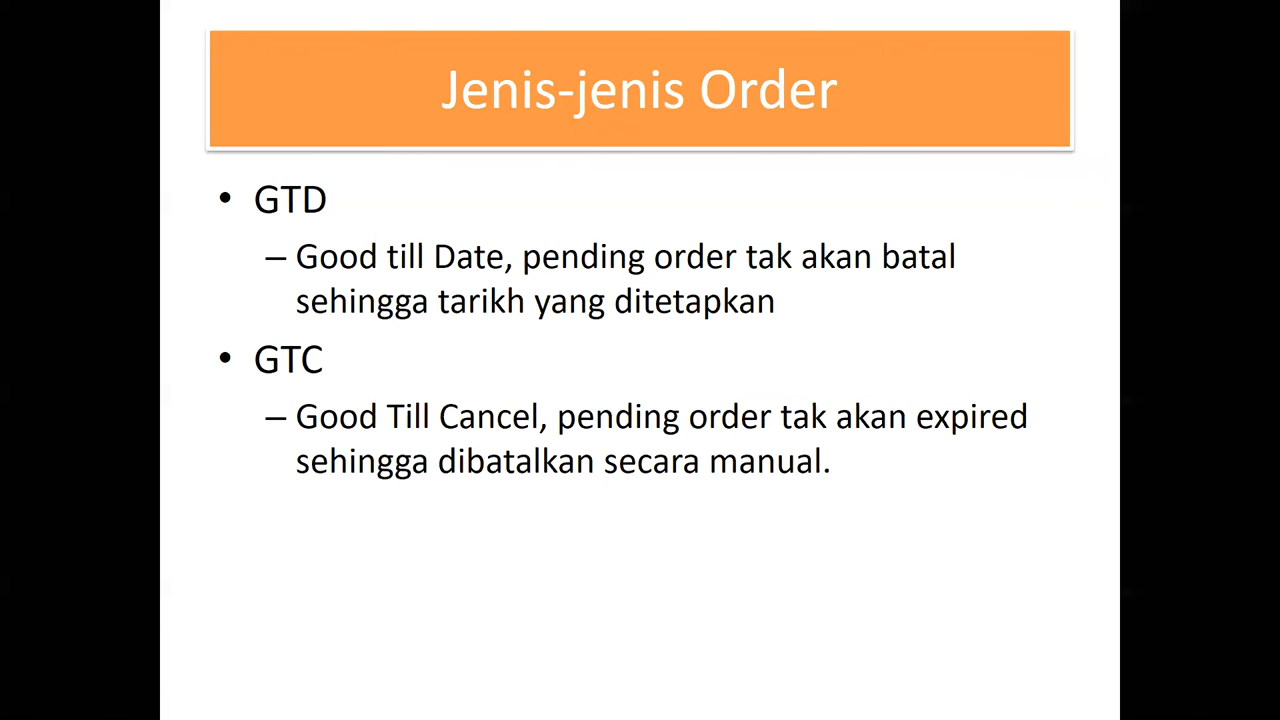 Jenis-jenis Order
• GTD
– Good till Date, pending order tak akan batal
sehingga tarikh yang ditetapkan
• GTC
– Good Till Cancel, pending order tak akan expired
sehingga dibatalkan secara manual.